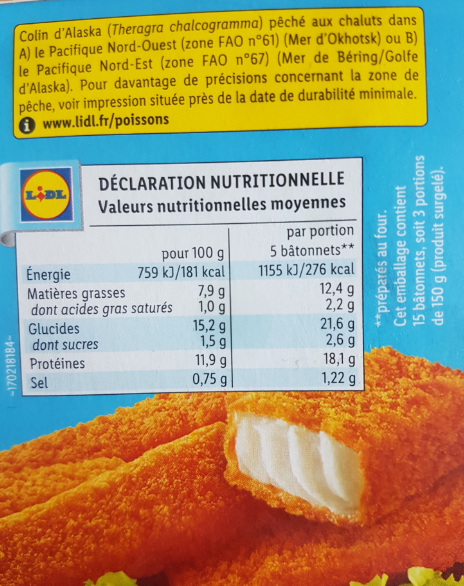 Colin d'Alaska (Theragra chalcogramma) pêché aux chaluts dans
A) le Pacifique Nord-Ouest (zone FAO n°61) (Mer d'Okhotsk) ou B)
le Pacifique Nord-Est (zone FAO n°67) (Mer de Béring/Golfe
d'Alaska). Pour davantage de précisions concernant la zone de
pêche, voir impression située près de la date de durabilité minimale.
i www.lidl.fr/poissons
LIDL
DÉCLARATION NUTRITIONNELLE
Valeurs nutritionnelles moyennes
par portion
pour 100 g 5 bâtonnets**
Énergie 759 kJ/181 kcal 1155 kJ/276 kcal
Matières grasses 7,9 g 12,4 g
dont acides gras saturés 1,0 g 2,2 g
Glucides 15,2 g 21,6 g
dont sucres 1,5 g 2,6 g
Protéines 11,9 g 18,1 g
Sel 0,75 g 1,22 g
**préparés au four.
Cet emballage contient
15 bâtonnets, soit 3 portions
de 150 g (produit surgelé).
~170218184~